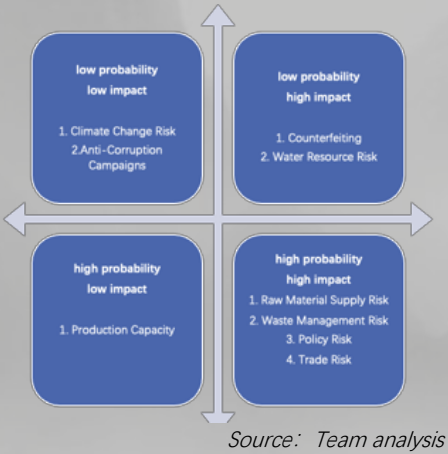 low probability
low impact
1. Climate Change Risk
2.Anti-Corruption
Campaigns
low probability
high impact
1. Counterfeiting
2. Water Resource Risk
high probability
low impact
1. Production Capacity
high probability
high impact
1. Raw Material Supply Risk
2. Waste Management Risk
3. Policy Risk
4. Trade Risk
Source： Team analysis